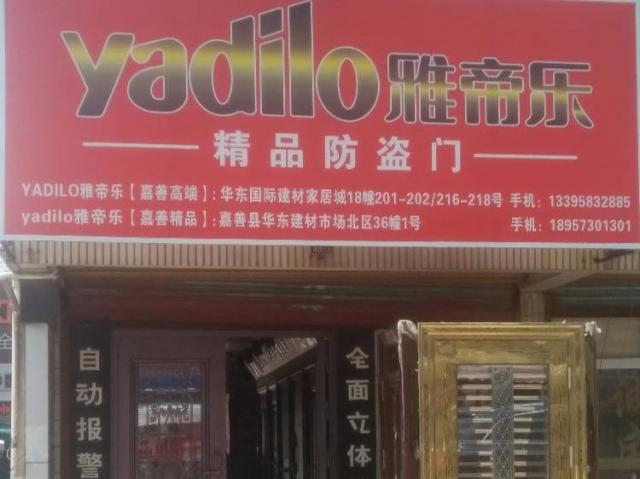 yadilo雅帝乐
精品防盗门
YADILO雅帝乐【嘉善高端】：华东国际建材家居城18幢201-202/216-218号 手机：13395832885
yadilo雅帝乐【嘉善精品】：嘉善县华东建材市场北区36幢1号 手机：18957301301
自动报警
全面立体